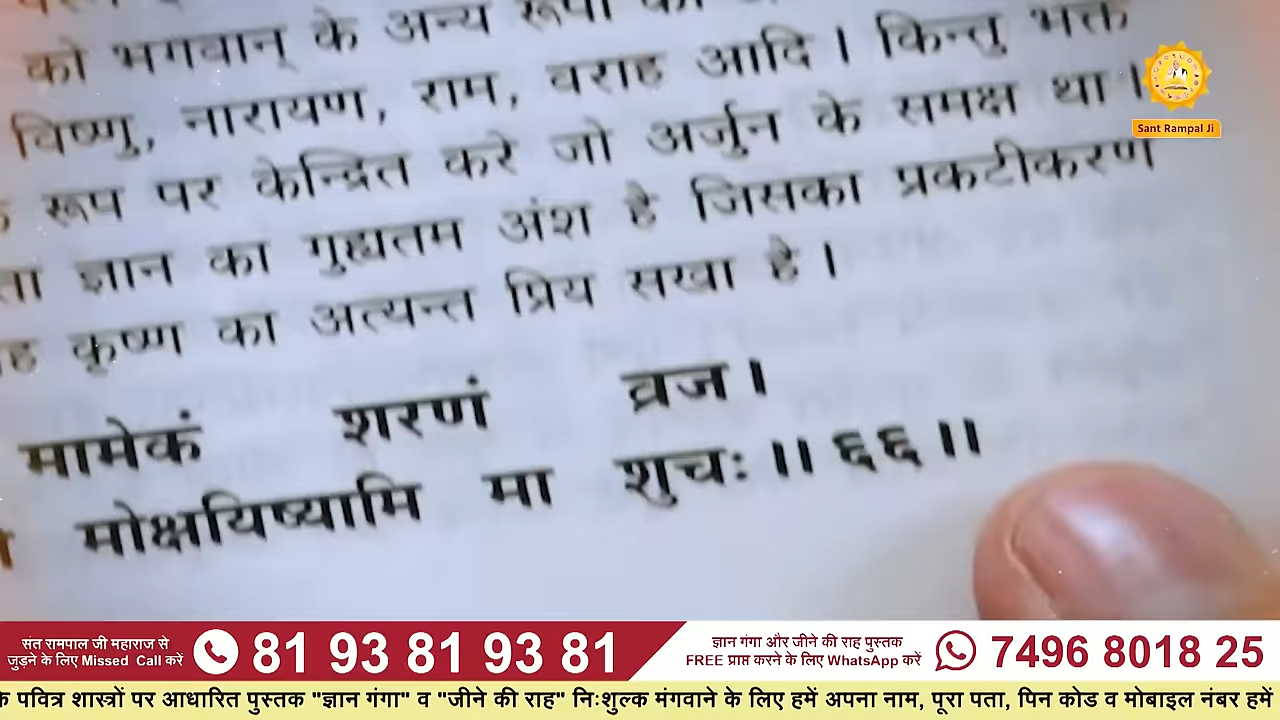 को भगवान् के अन्य रूपों
विष्णु, नारायण, राम, वराह आदि । किन्तु भक्त
रूप पर केन्द्रित करे जो अर्जुन के समक्ष था ।
ज्ञान का गुह्यतम अंश है जिसका प्रकटीकरण
कृष्ण का अत्यन्त प्रिय सखा है ।
मामेकं शरणं व्रज ।
मोक्षयिष्यामि मा शुचः ॥ ६६ ॥
Sant Rampal Ji
संत रामपाल जी महाराज से
जुड़ने के लिए Missed Call करें
81 93 81 93 81
ज्ञान गंगा और जीने की राह पुस्तक
FREE प्राप्त करने के लिए WhatsApp करें
7496 8018 25
के पवित्र शास्त्रों पर आधारित पुस्तक "ज्ञान गंगा" व "जीने की राह" निःशुल्क मंगवाने के लिए हमें अपना नाम, पूरा पता, पिन कोड व मोबाइल नंबर हमें